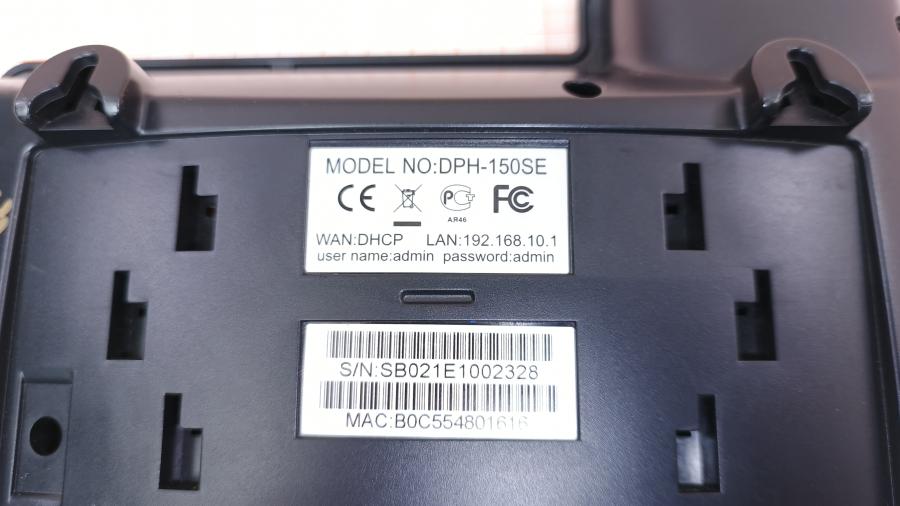 MODEL NO:DPH-150SE
CE PCT FC
AR46
WAN:DHCP LAN:192.168.10.1
user name:admin password:admin
S/N:SB021E1002328
MAC:B0C554801616